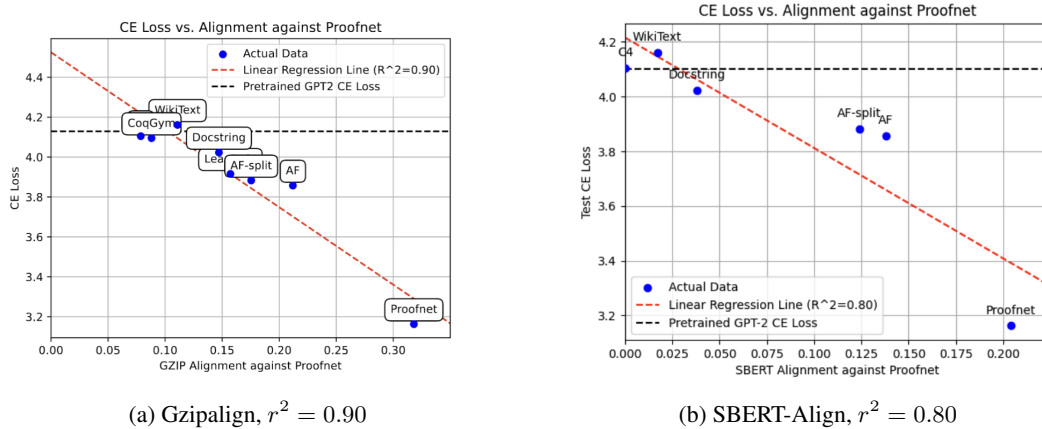 CE Loss vs. Alignment against Proofnet
Actual Data
Linear Regression Line (R^2=0.90)
Pretrained GPT2 CE Loss
CE Loss
4.4
4.2
4.0
3.8
3.6
3.4
3.2
WikiText
CoqGym
Docstring
AF-split
AF
Proofnet
0.00 0.05 0.10 0.15 0.20 0.25 0.30
GZIP Alignment against Proofnet
(a) Gzipalign, r² = 0.90
CE Loss vs. Alignment against Proofnet
Test CE Loss
4.2
4.0
3.8
3.6
3.4
3.2
WikiText
C4
Docstring
AF-split
AF
Proofnet
Actual Data
Linear Regression Line (R^2=0.80)
Pretrained GPT-2 CE Loss
0.000 0.025 0.050 0.075 0.100 0.125 0.150 0.175 0.200
SBERT Alignment against Proofnet
(b) SBERT-Align, r² = 0.80